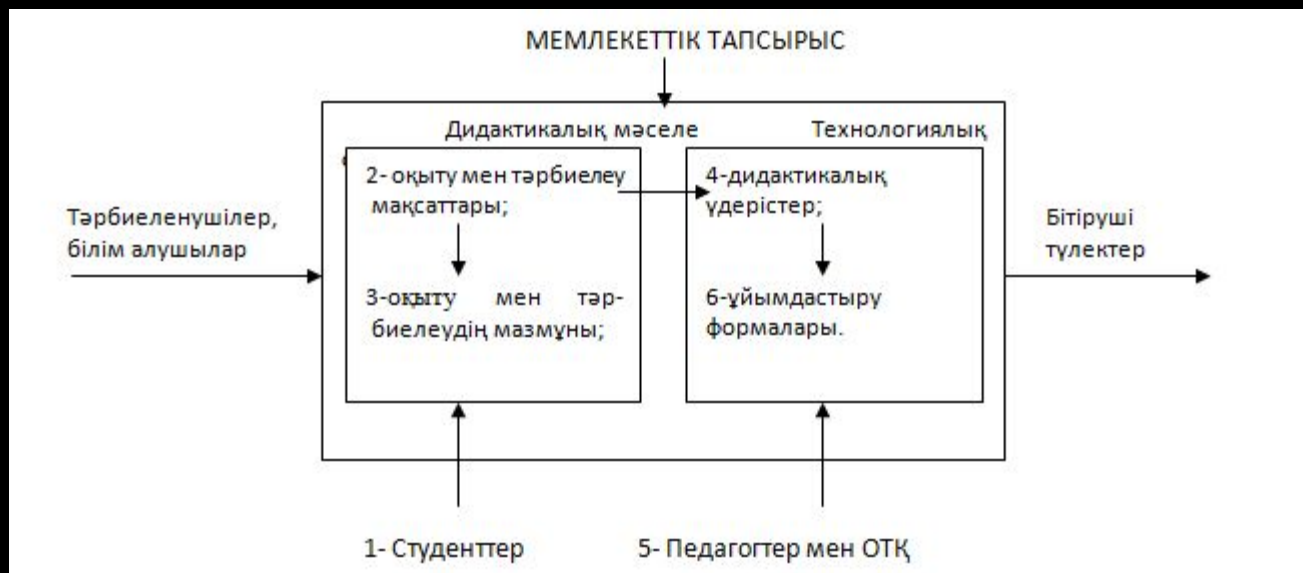 МЕМЛЕКЕТТІК ТАПСЫРЫС
Дидактикалық мәселе
Технологиялық
2- оқыту мен тәрбиелеу
мақсаттары;
3-оқыту мен тәр-
биелеудің мазмұны;
4-дидактикалық
үдерістер;
6-ұйымдастыру
формалары.
Тәрбиеленушілер,
білім алушылар
Бітіруші
түлектер
1- Студенттер
5- Педагогтер мен ОТҚ